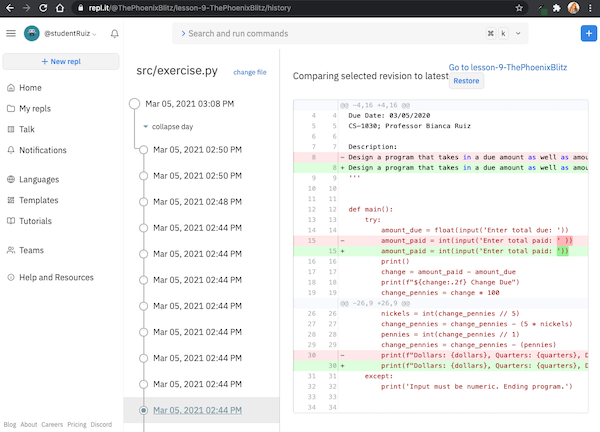 repl.it/@ThePhoenixBlitz/lesson-9-ThePhoenixBlitz/history
@studentRuiz
Search and run commands
⌘ k
+ New repl
Home
My repls
Talk
Notifications
Languages
Templates
Tutorials
Teams
Help and Resources
Blog About Careers Pricing Discord
src/exercise.py
change file
Mar 05, 2021 03:08 PM
collapse day
Mar 05, 2021 02:50 PM
Mar 05, 2021 02:50 PM
Mar 05, 2021 02:48 PM
Mar 05, 2021 02:44 PM
Mar 05, 2021 02:44 PM
Mar 05, 2021 02:44 PM
Mar 05, 2021 02:44 PM
Mar 05, 2021 02:44 PM
Mar 05, 2021 02:44 PM
Mar 05, 2021 02:44 PM
Mar 05, 2021 02:44 PM
Comparing selected revision to latest
Go to lesson-9-ThePhoenixBlitz
Restore
@@ -4,16 +4,16 @@
4 4 Due Date: 03/05/2020
5 5 CS-1030; Professor Bianca Ruiz
6 6
7 7 Description:
8 - Design a program that takes in a due amount as well as amou
8 + Design a program that takes in a due amount as well as amou
9 9 '''
10 10
11 11
12 12 def main():
13 13 try:
14 14 amount_due = float(input('Enter total due: '))
15 - amount_paid = int(input('Enter total paid: ' ))
15 + amount_paid = int(input('Enter total paid: '))
16 16 print()
17 17 change = amount_paid - amount_due
18 18 print(f"${change:.2f} Change Due")
19 19 change_pennies = change * 100
@@ -26,9 +26,9 @@
26 26 nickels = int(change_pennies // 5)
27 27 change_pennies = change_pennies - (5 * nickels)
28 28 pennies = int(change_pennies // 1)
29 29 change_pennies = change_pennies - (pennies)
30 - print(f"Dollars: {dollars}, Quarters: {quarters}, D
30 + print(f"Dollars: {dollars}, Quarters: {quarters}, D
31 31 except:
32 32 print('Input must be numeric. Ending program.')
33 33
34 34